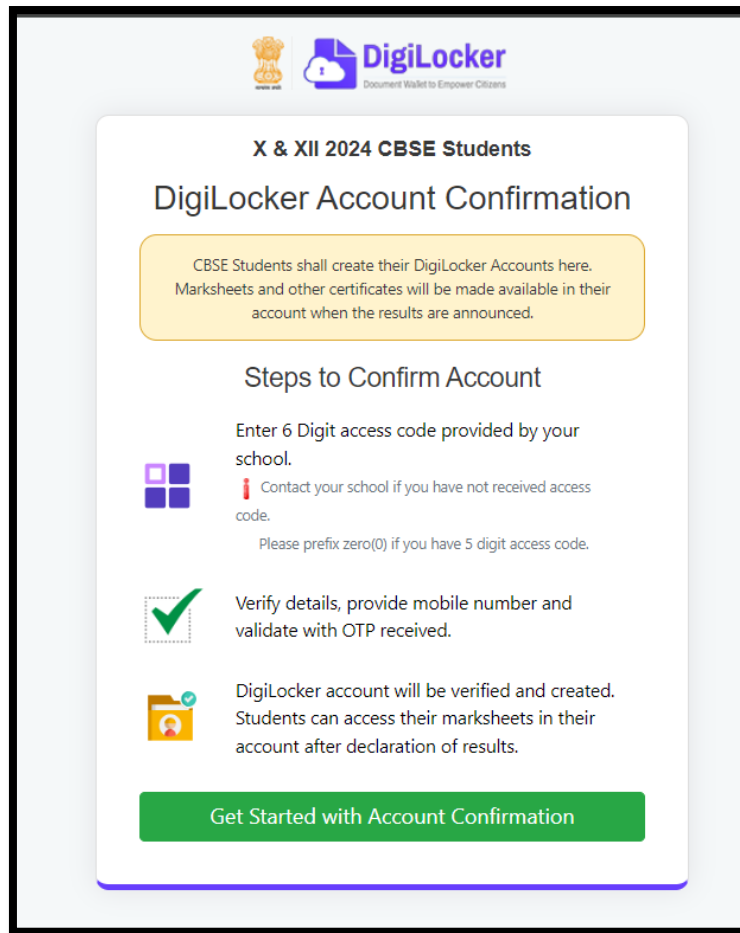 DigiLocker
Document Wallet to Empower Citizens
X & XII 2024 CBSE Students
DigiLocker Account Confirmation
CBSE Students shall create their DigiLocker Accounts here.
Marksheets and other certificates will be made available in their
account when the results are announced.
Steps to Confirm Account
Enter 6 Digit access code provided by your
school.
Contact your school if you have not received access
code.
Please prefix zero(0) if you have 5 digit access code.
Verify details, provide mobile number and
validate with OTP received.
DigiLocker account will be verified and created.
Students can access their marksheets in their
account after declaration of results.
Get Started with Account Confirmation